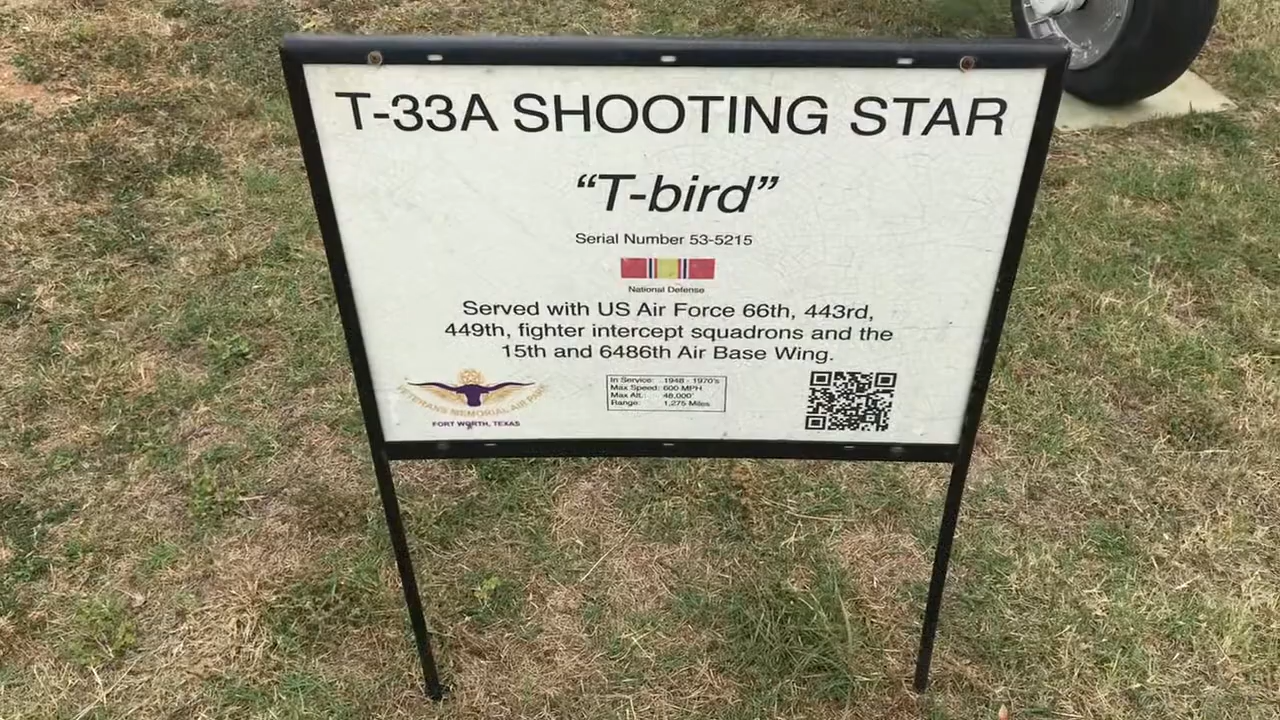 T-33A SHOOTING STAR
“T-bird”
Serial Number 53-5215
National Defense
Served with US Air Force 66th, 443rd,
449th, fighter intercept squadrons and the
15th and 6486th Air Base Wing.
In Service: 1948 - 1970's
Max Speed: 600 MPH
Max Alt.: 48,000'
Range: 1,275 Miles
VETERANS MEMORIAL AIR PARK
FORT WORTH, TEXAS